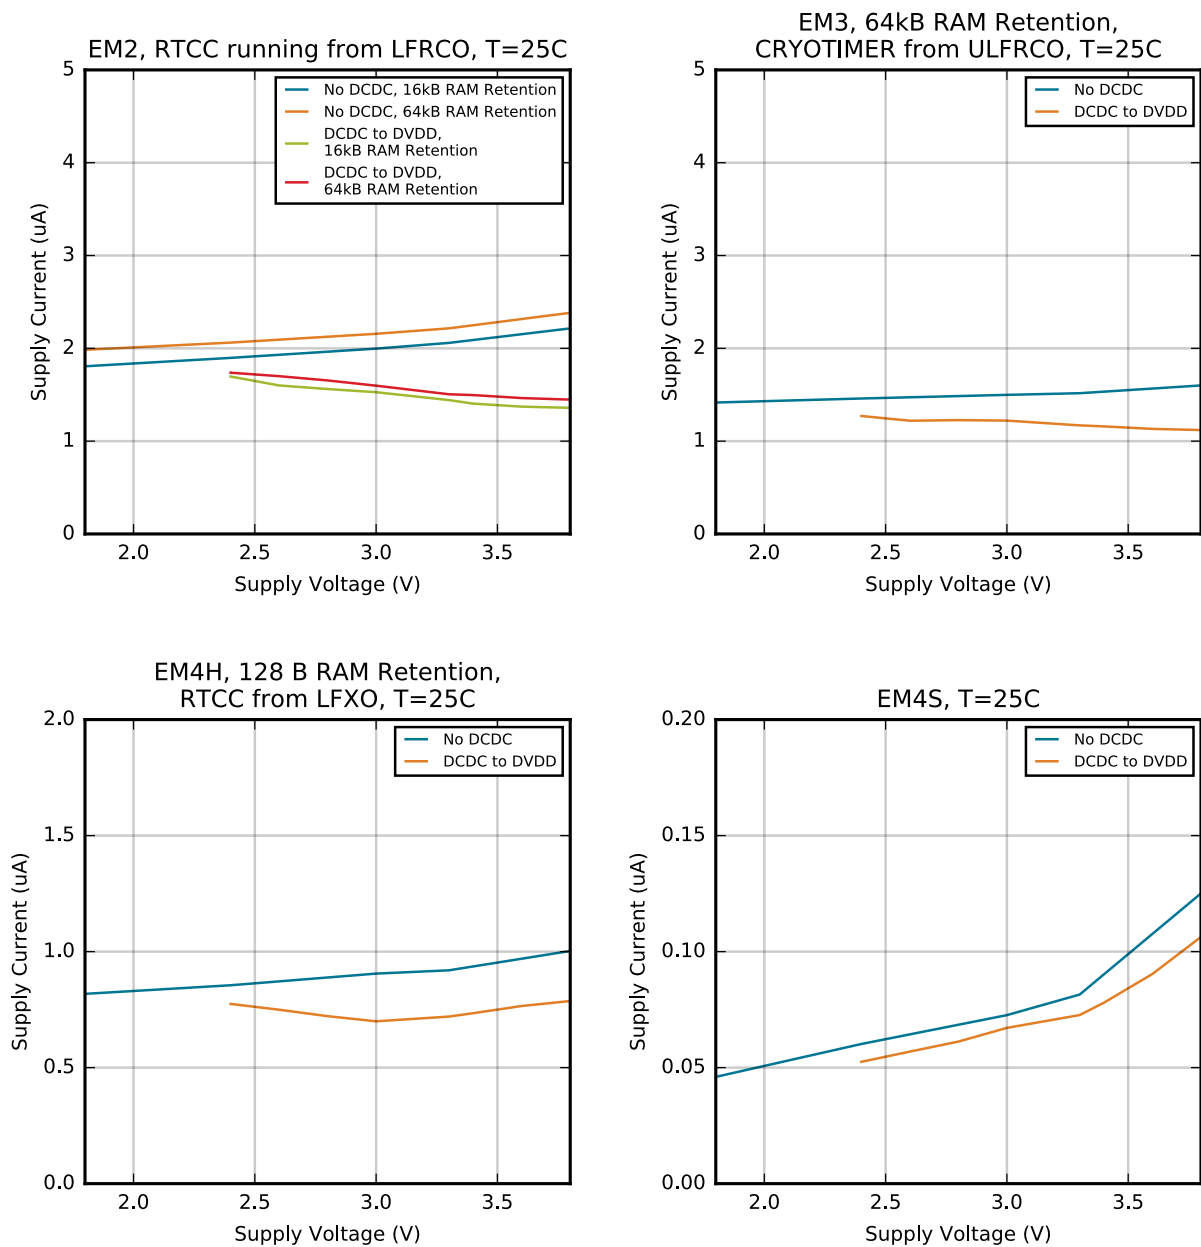 EM2, RTCC running from LFRCO, T=25C
5
4
3
2
1
0
Supply Current (uA)
No DCDC, 16kB RAM Retention
No DCDC, 64kB RAM Retention
DCDC to DVDD,
16kB RAM Retention
DCDC to DVDD,
64kB RAM Retention
2.0 2.5 3.0 3.5
Supply Voltage (V)
EM3, 64kB RAM Retention,
CRYOTIMER from ULFRCO, T=25C
5
4
3
2
1
0
Supply Current (uA)
No DCDC
DCDC to DVDD
2.0 2.5 3.0 3.5
Supply Voltage (V)
EM4H, 128 B RAM Retention,
RTCC from LFXO, T=25C
2.0
1.5
1.0
0.5
0.0
Supply Current (uA)
No DCDC
DCDC to DVDD
2.0 2.5 3.0 3.5
Supply Voltage (V)
EM4S, T=25C
0.20
0.15
0.10
0.05
0.00
Supply Current (uA)
No DCDC
DCDC to DVDD
2.0 2.5 3.0 3.5
Supply Voltage (V)